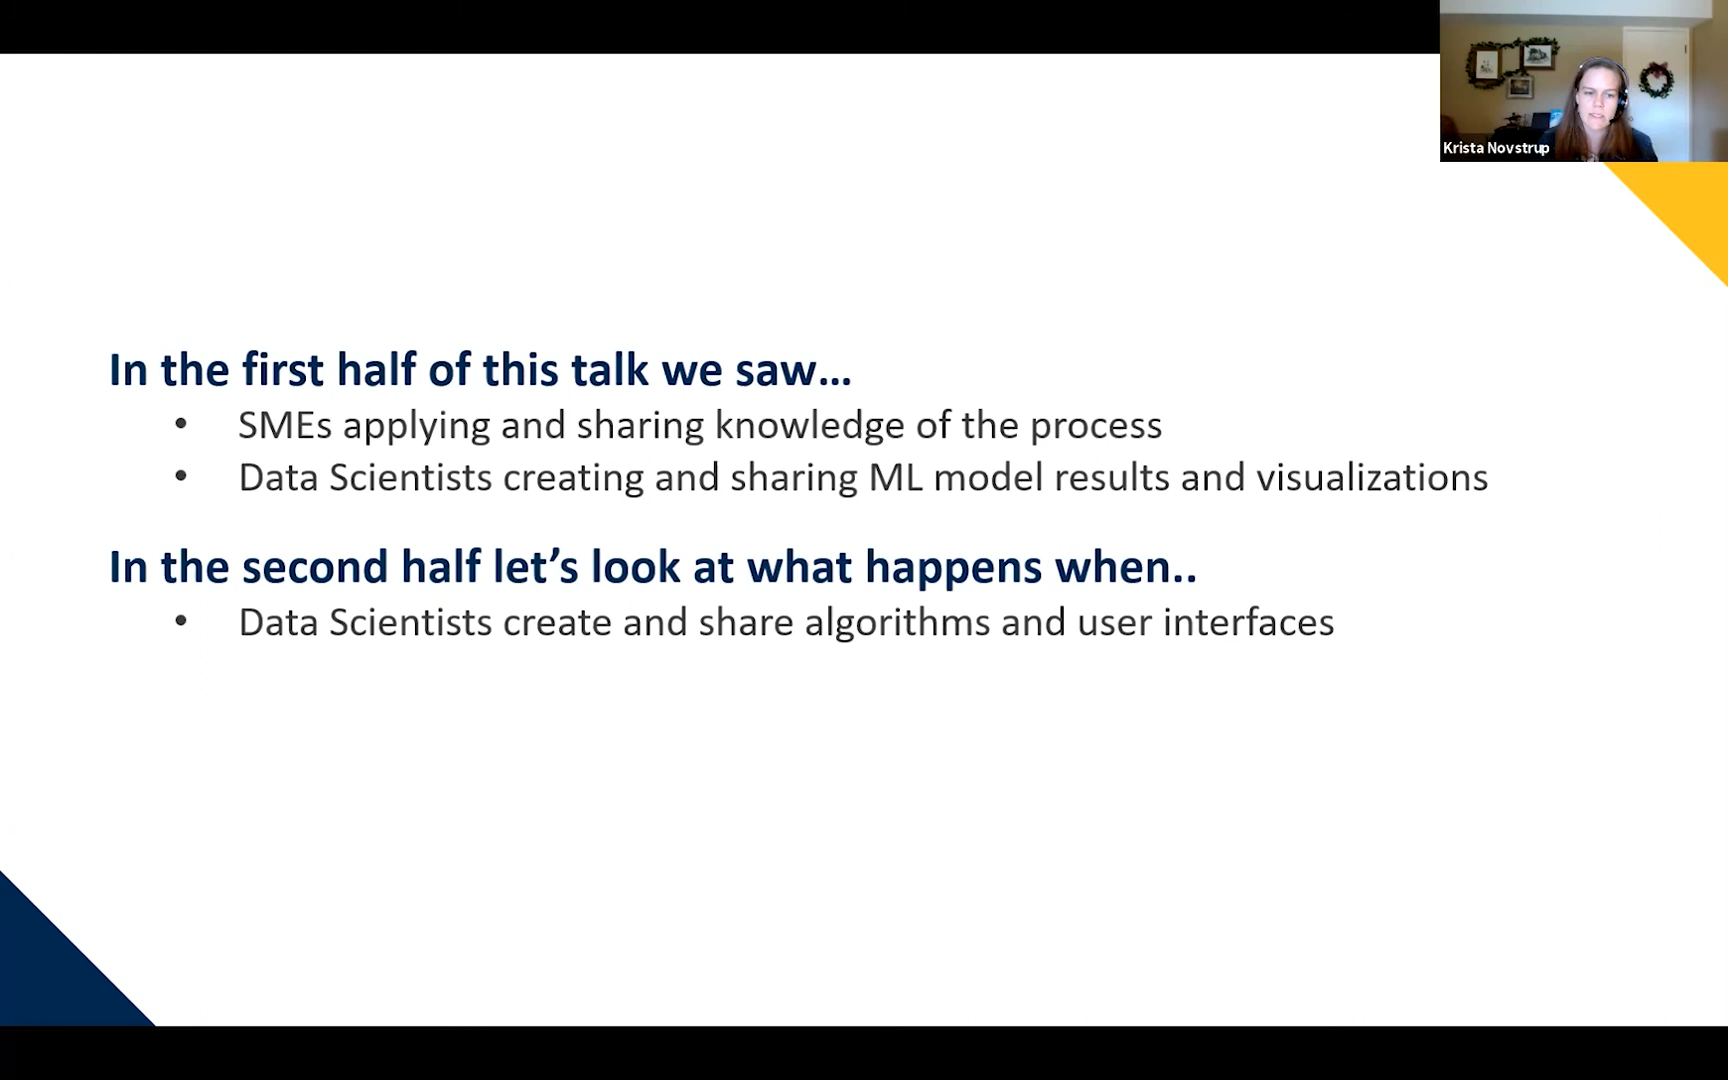 Krista Novstrup
In the first half of this talk we saw…
• SMEs applying and sharing knowledge of the process
• Data Scientists creating and sharing ML model results and visualizations
In the second half let’s look at what happens when..
• Data Scientists create and share algorithms and user interfaces